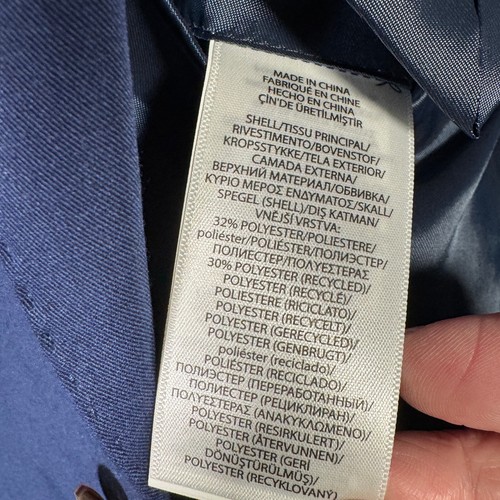 MADE IN CHINA
FABRIQUÉ EN CHINE
HECHO EN CHINA
ÇİN'DE ÜRETİLMİŞTİR
SHELL/TISSU PRINCIPAL/
RIVESTIMENTO/BOVENSTOF/
KROPSSTYKKE/TELA EXTERIOR/
CAMADA EXTERNA/
ВЕРХНИЙ МАТЕРИАЛ/ОБВИВКА/
ΚΥΡΙΟ ΜΕΡΟΣ ΕΝΔΥΜΑΤΟΣ/SKALL/
SPEGEL (SHELL)/DIŞ KATMAN/
VNĚJŠÍ VRSTVA:
32% POLYESTER/POLIESTERE/
poliéster/POLIÉSTER/ПОЛИЭСТЕР/
ПОЛИЕСТЕР/ΠΟΛΥΕΣΤΕΡΑΣ
30% POLYESTER (RECYCLED)/
POLYESTER (RECYCLÉ)/
POLIESTERE (RICICLATO)/
POLYESTER (RECYCELT)/
POLYESTER (GERECYCLED)/
POLYESTER (GENBRUGT)/
poliéster (reciclado)/
POLIÉSTER (RECICLADO)/
ПОЛИЭСТЕР (ПЕРЕРАБОТАННЫЙ)/
ПОЛИЕСТЕР (РЕЦИКЛИРАН)/
ΠΟΛΥΕΣΤΕΡΑΣ (ΑΝΑΚΥΚΛΩΜΕΝΟ)/
POLYESTER (RESIRKULERT)/
POLYESTER (ÅTERVUNNEN)/
POLYESTER (GERİ
DÖNÜŞTÜRÜLMÜŞ)/
POLYESTER (RECYKLOVANÝ)